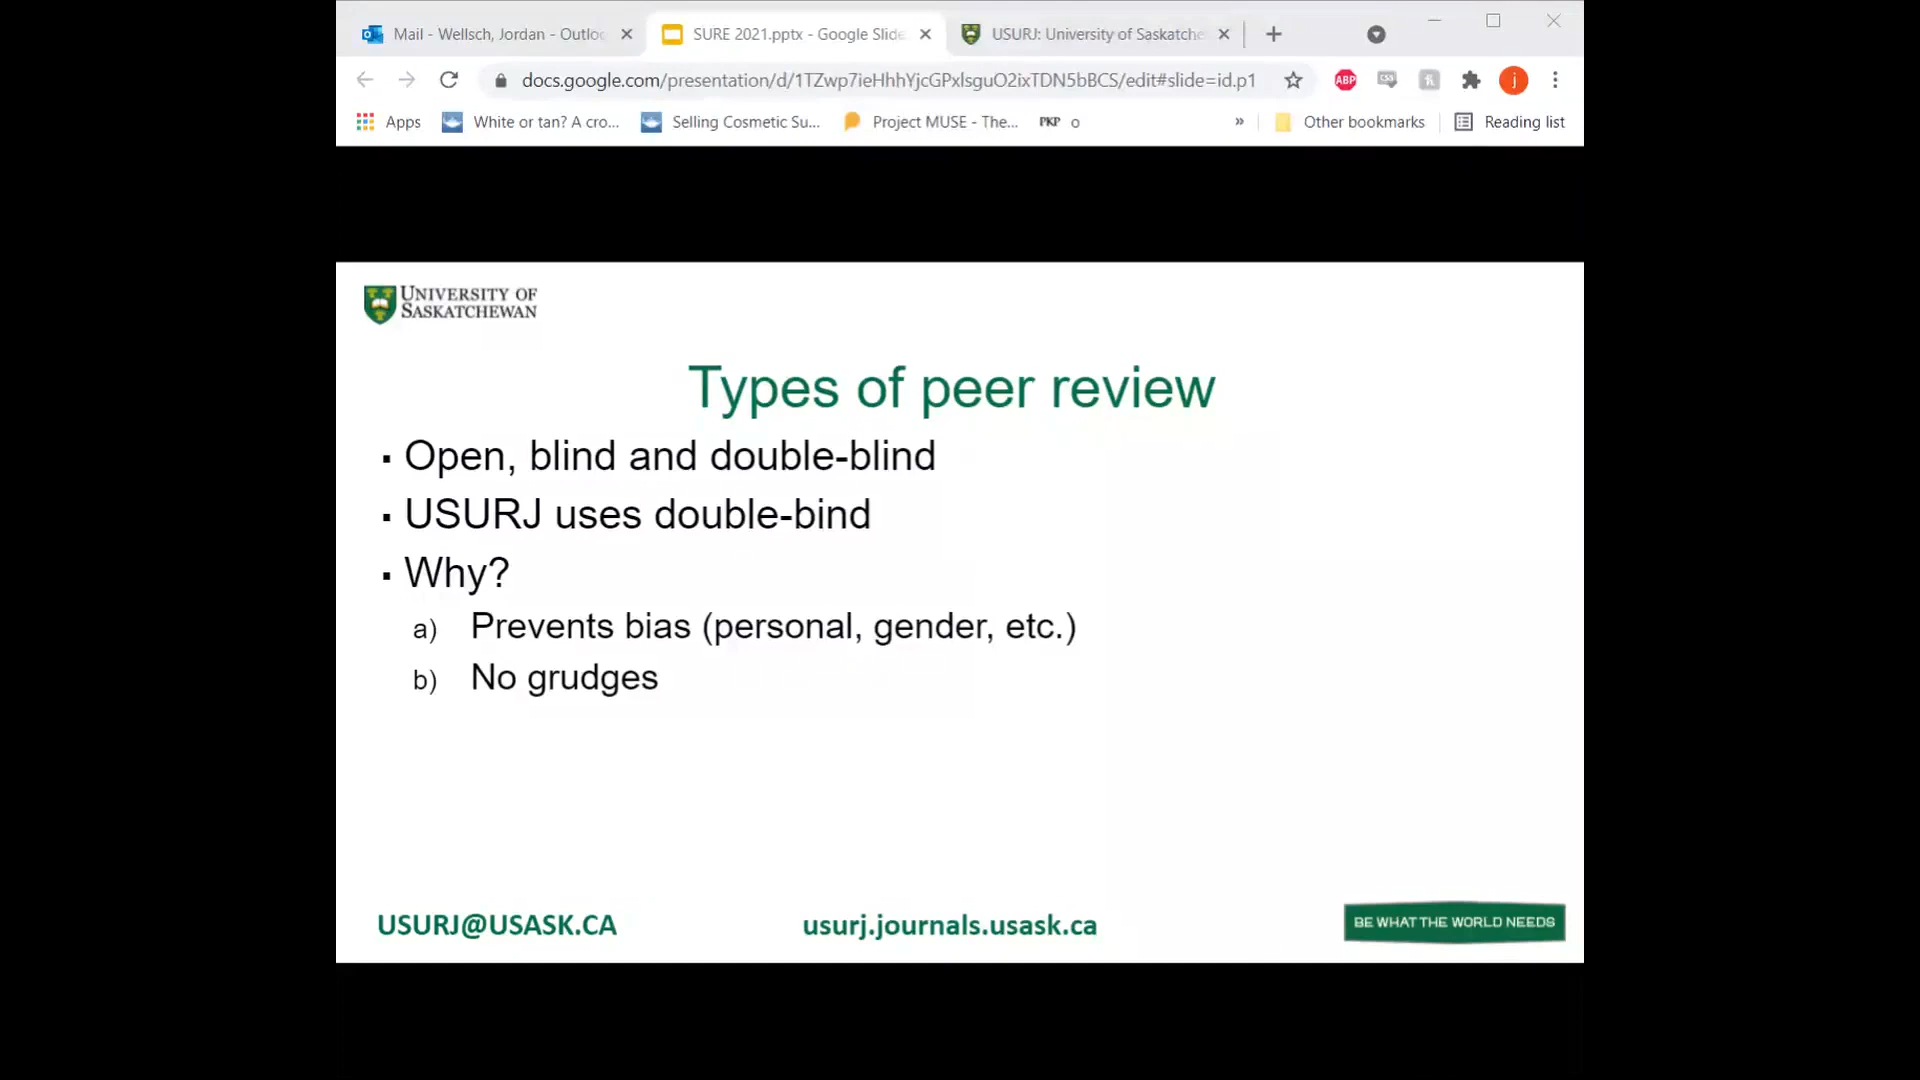 Mail - Wellsch, Jordan - Outlo
SURE 2021.pptx - Google Slide
USURJ: University of Saskatche
docs.google.com/presentation/d/1TZwp7ieHhhYjcGPxlsguO2ixTDN5bBCS/edit#slide=id.p1
ABP
CSS
j
Apps
White or tan? A cro...
Selling Cosmetic Su...
Project MUSE - The...
PKP o
»
Other bookmarks
Reading list
UNIVERSITY OF
SASKATCHEWAN
Types of peer review
▪ Open, blind and double-blind
▪ USURJ uses double-bind
▪ Why?
a) Prevents bias (personal, gender, etc.)
b) No grudges
USURJ@USASK.CA
usurj.journals.usask.ca
BE WHAT THE WORLD NEEDS